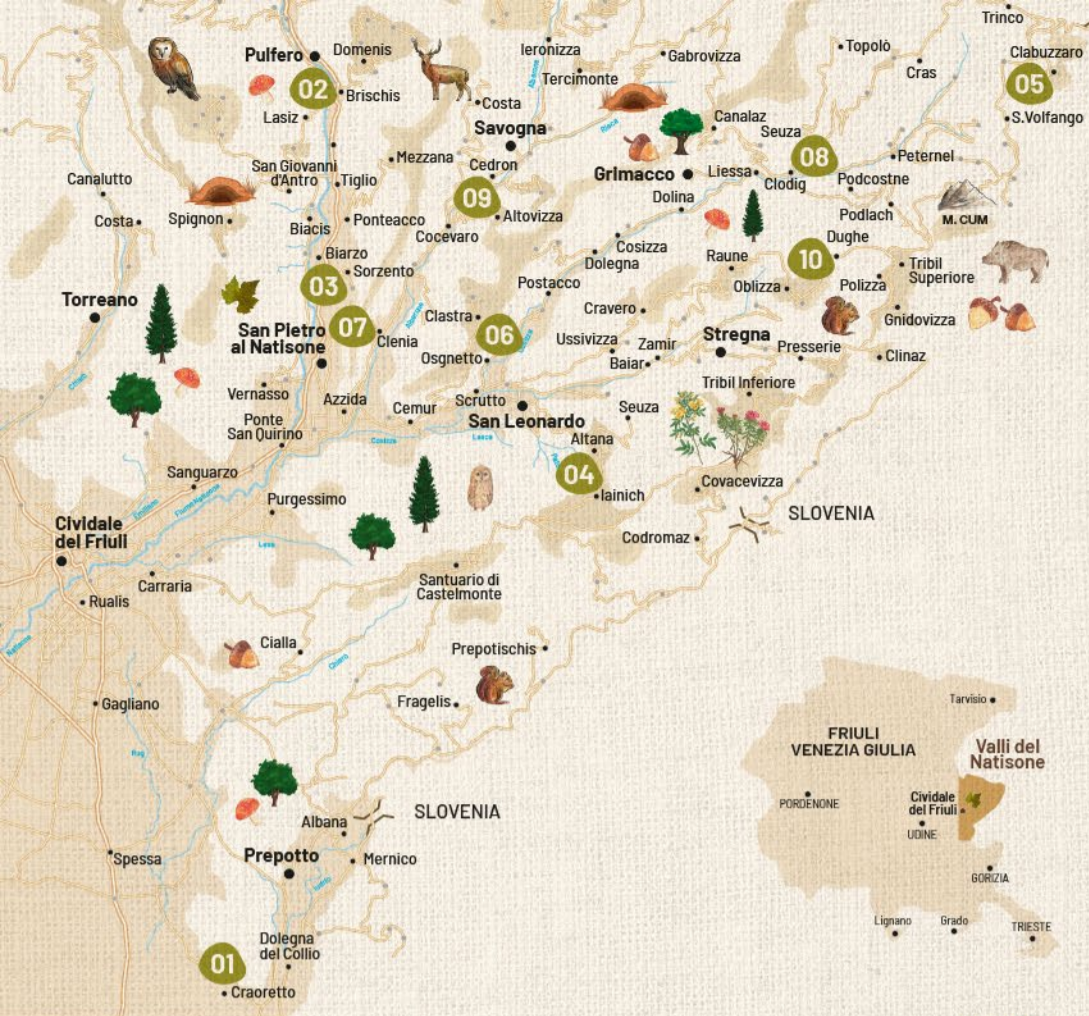 Trinco
Pulfero
Domenis
Ieronizza
Gabrovizza
Topolò
Clabuzzaro
Tercimonte
Cras
05
02
Brischis
Costa
Lasiz
Savogna
Canalaz
S.Volfango
Seuza
Mezzana
Cedron
08
Peternel
San Giovanni
d'Antro
Tiglio
Grimacco
Liessa
Clodig
Podcostne
Canalutto
09
Dolina
Costa
Spignon
Ponteacco
Altovizza
Podlach
M. CUM
Biacis
Cocevaro
Cosizza
Dughe
Biarzo
Dolegna
Raune
10
Tribil
Superiore
Sorzento
03
Postacco
Oblizza
Polizza
Torreano
Clastra
Cravero
Gnidovizza
San Pietro
al Natisone
07
Clenia
06
Ussivizza
Zamir
Stregna
Presserie
Osgnetto
Baiar
Clinaz
Vernasso
Azzida
Scrutto
Tribil Inferiore
Cemur
Seuza
Ponte
San Quirino
San Leonardo
Altana
Sanguarzo
04
Iainich
Covacevizza
Purgessimo
SLOVENIA
Cividale
del Friuli
Codromaz
Carraria
Santuario di
Castelmonte
Rualis
Natisone
Cialla
Prepotischis
Chiarò
Fragelis
Gagliano
Tarvisio
FRIULI
VENEZIA GIULIA
Valli del
Natisone
PORDENONE
Cividale
del Friuli
UDINE
SLOVENIA
Albana
Spessa
Prepotto
Mernico
GORIZIA
Lignano
Grado
TRIESTE
Dolegna
del Collio
01
Craoretto